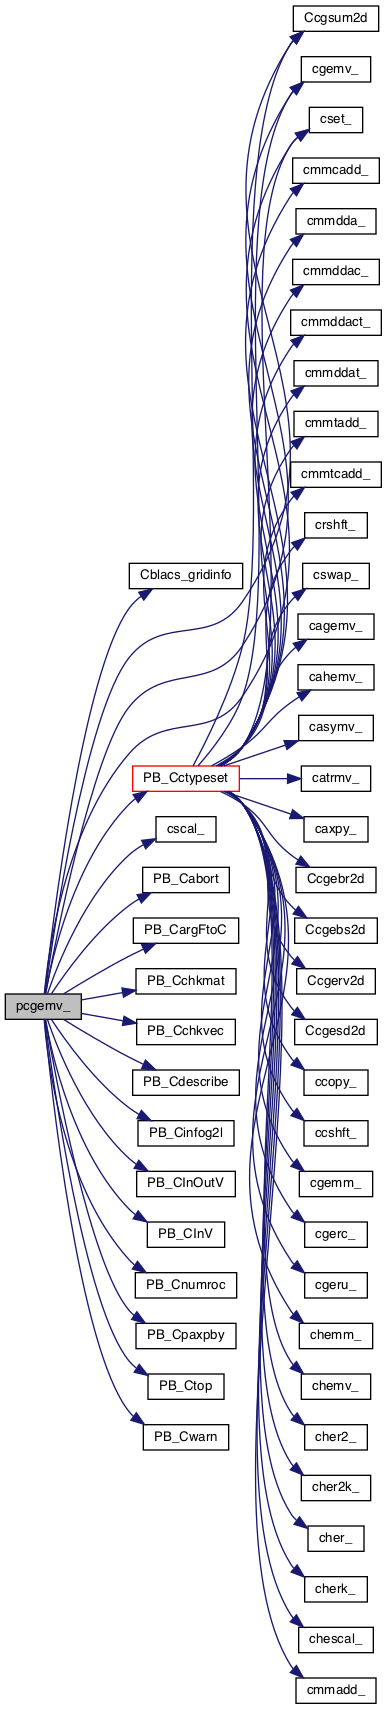 Ccgsum2d
cgemv_
cset_
cmmcadd_
cmmdda_
cmmddac_
cmmddact_
cmmddat_
cmmtadd_
cmmtcadd_
crshft_
Cblacs_gridinfo
cswap_
cagemv_
cahemv_
casymv_
PB_Cctypeset
catrmv_
cscal_
caxpy_
PB_Cabort
Ccgebr2d
PB_CargFtoC
Ccgebs2d
PB_Cchkmat
Ccgerv2d
pcgemv_
PB_Cchkvec
Ccgesd2d
PB_Cdescribe
ccopy_
PB_Cinfog2l
ccshft_
PB_CInOutV
cgemm_
PB_CInV
cgerc_
PB_Cnumroc
cgeru_
PB_Cpaxpby
chemm_
PB_Ctop
chemv_
PB_Cwarn
cher2_
cher2k_
cher_
cherk_
chescal_
cmmadd_